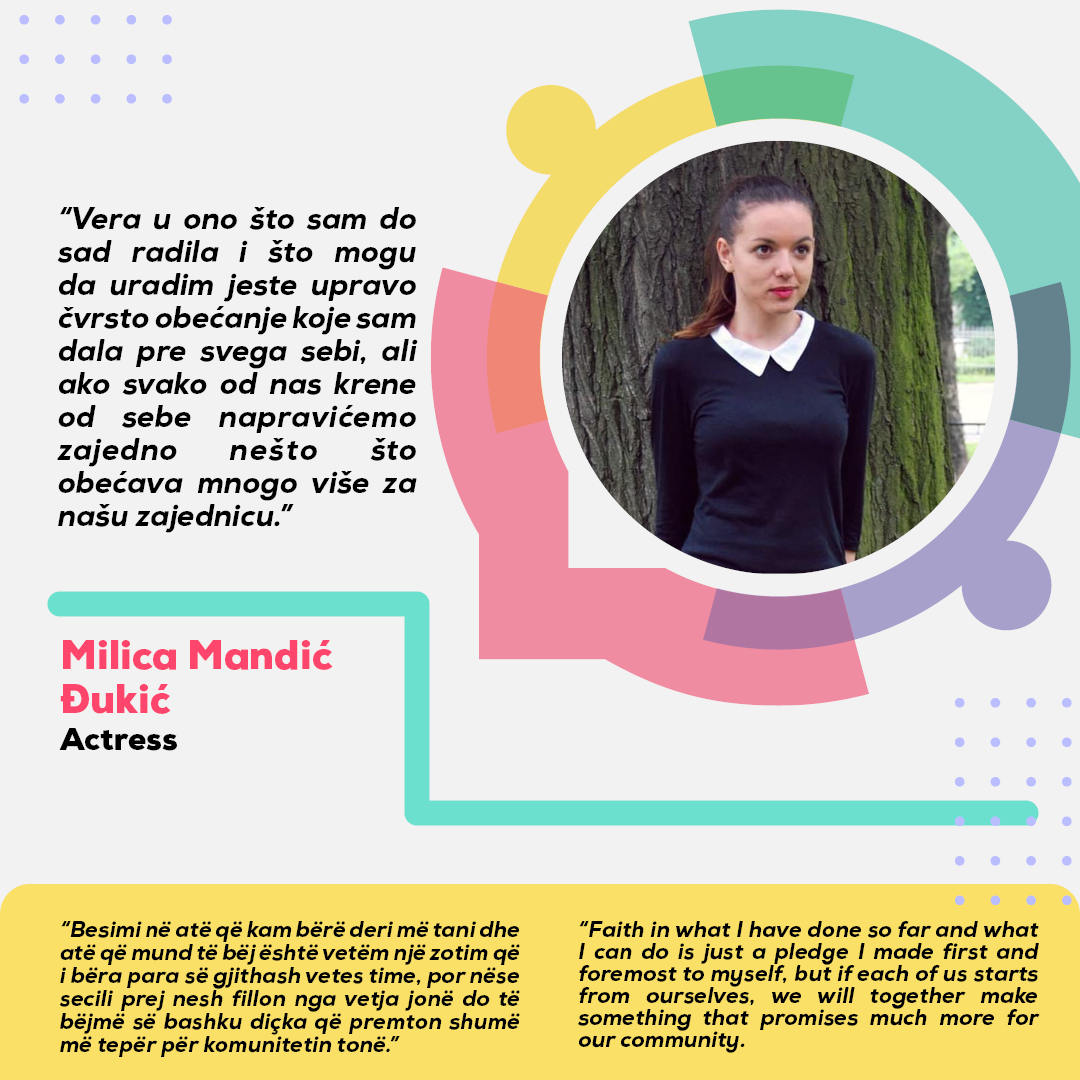 “Vera u ono što sam do
sad radila i što mogu
da uradim jeste upravo
čvrsto obećanje koje sam
dala pre svega sebi, ali
ako svako od nas krene
od sebe napravićemo
zajedno nešto što
obećava mnogo više za
našu zajednicu.”
Milica Mandić
Đukić
Actress
“Besimi në atë që kam bërë deri më tani dhe
atë që mund të bëj është vetëm një zotim që
i bëra para së gjithash vetes time, por nëse
secili prej nesh fillon nga vetja jonë do të
bëjmë së bashku diçka që premton shumë
më tepër për komunitetin tonë.”
“Faith in what I have done so far and what
I can do is just a pledge I made first and
foremost to myself, but if each of us starts
from ourselves, we will together make
something that promises much more for
our community.